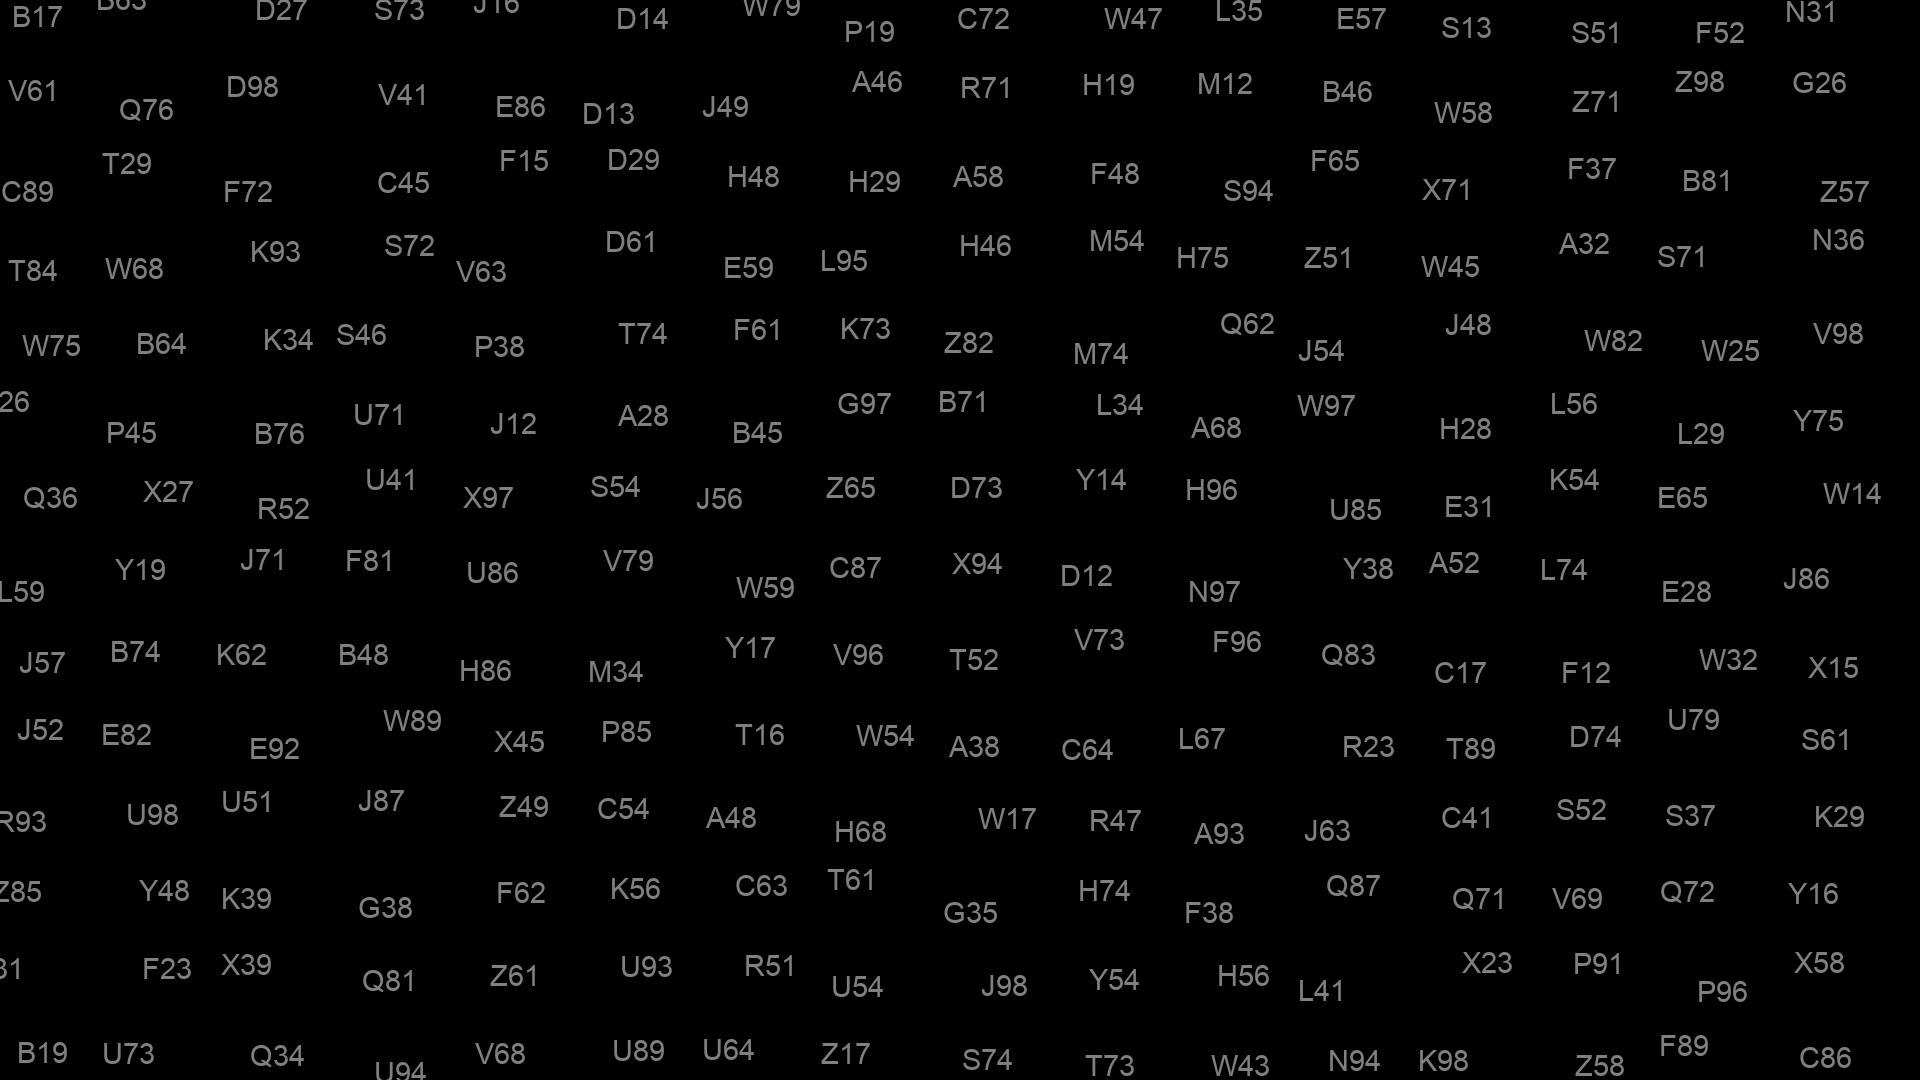 B17 B63 D27 S73 J16 D14 W79 P19 C72 W47 L35 E57 S13 S51 F52 N31
V61 Q76 D98 V41 E86 D13 J49 A46 R71 H19 M12 B46 W58 Z71 Z98 G26
C89 T29 F72 C45 F15 D29 H48 H29 A58 F48 S94 F65 X71 F37 B81 Z57
T84 W68 K93 S72 V63 D61 E59 L95 H46 M54 H75 Z51 W45 A32 S71 N36
W75 B64 K34 S46 P38 T74 F61 K73 Z82 M74 Q62 J54 J48 W82 W25 V98
26 P45 B76 U71 J12 A28 B45 G97 B71 L34 A68 W97 H28 L56 L29 Y75
Q36 X27 R52 U41 X97 S54 J56 Z65 D73 Y14 H96 U85 E31 K54 E65 W14
L59 Y19 J71 F81 U86 V79 W59 C87 X94 D12 N97 Y38 A52 L74 E28 J86
J57 B74 K62 B48 H86 M34 Y17 V96 T52 V73 F96 Q83 C17 F12 W32 X15
J52 E82 E92 W89 X45 P85 T16 W54 A38 C64 L67 R23 T89 D74 U79 S61
R93 U98 U51 J87 Z49 C54 A48 H68 W17 R47 A93 J63 C41 S52 S37 K29
Z85 Y48 K39 G38 F62 K56 C63 T61 G35 H74 F38 Q87 Q71 V69 Q72 Y16
F23 X39 Q81 Z61 U93 R51 U54 J98 Y54 H56 L41 X23 P91 P96 X58
B19 U73 Q34 U94 V68 U89 U64 Z17 S74 T73 W43 N94 K98 Z58 F89 C86